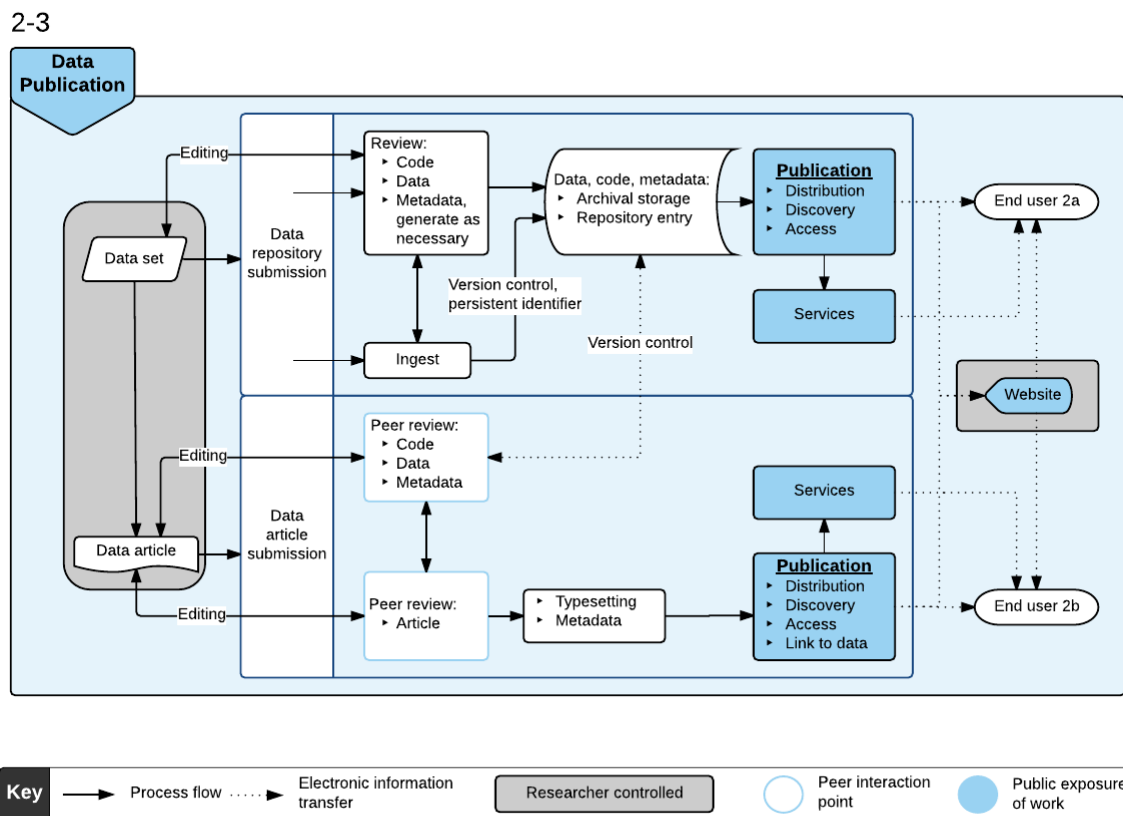 2-3
Data
Publication
Editing
Data set
Data
repository
submission
Review:
‣ Code
‣ Data
‣ Metadata,
generate as
necessary
Data, code, metadata:
‣ Archival storage
‣ Repository entry
Publication
‣ Distribution
‣ Discovery
‣ Access
End user 2a
Version control,
persistent identifier
Services
Version control
Ingest
Website
Peer review:
‣ Code
‣ Data
‣ Metadata
Editing
Services
Data
article
submission
Data article
Publication
‣ Distribution
‣ Discovery
‣ Access
‣ Link to data
Peer review:
‣ Article
‣ Typesetting
‣ Metadata
End user 2b
Editing
Key
Process flow
Electronic information
transfer
Researcher controlled
Peer interaction
point
Public exposure
of work